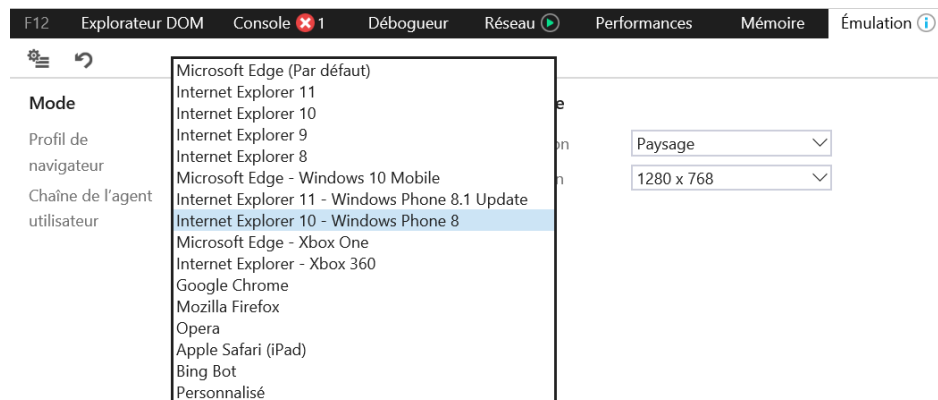 F12 Explorateur DOM Console 1 Débogueur Réseau Performances Mémoire Émulation
Microsoft Edge (Par défaut)
Internet Explorer 11
Internet Explorer 10
Internet Explorer 9
Internet Explorer 8
Microsoft Edge - Windows 10 Mobile
Internet Explorer 11 - Windows Phone 8.1 Update
Internet Explorer 10 - Windows Phone 8
Microsoft Edge - Xbox One
Internet Explorer - Xbox 360
Google Chrome
Mozilla Firefox
Opera
Apple Safari (iPad)
Bing Bot
Personnalisé
Mode
Profil de
navigateur
Chaîne de l'agent
utilisateur
Paysage
1280 x 768